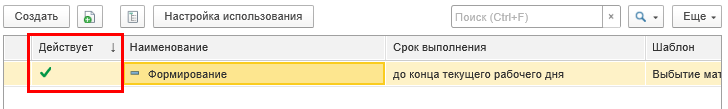 Создать Настройка использования Поиск (Ctrl+F) × Еще
Действует ↓ Наименование Срок выполнения Шаблон
Формирование до конца текущего рабочего дня Выбытие мат